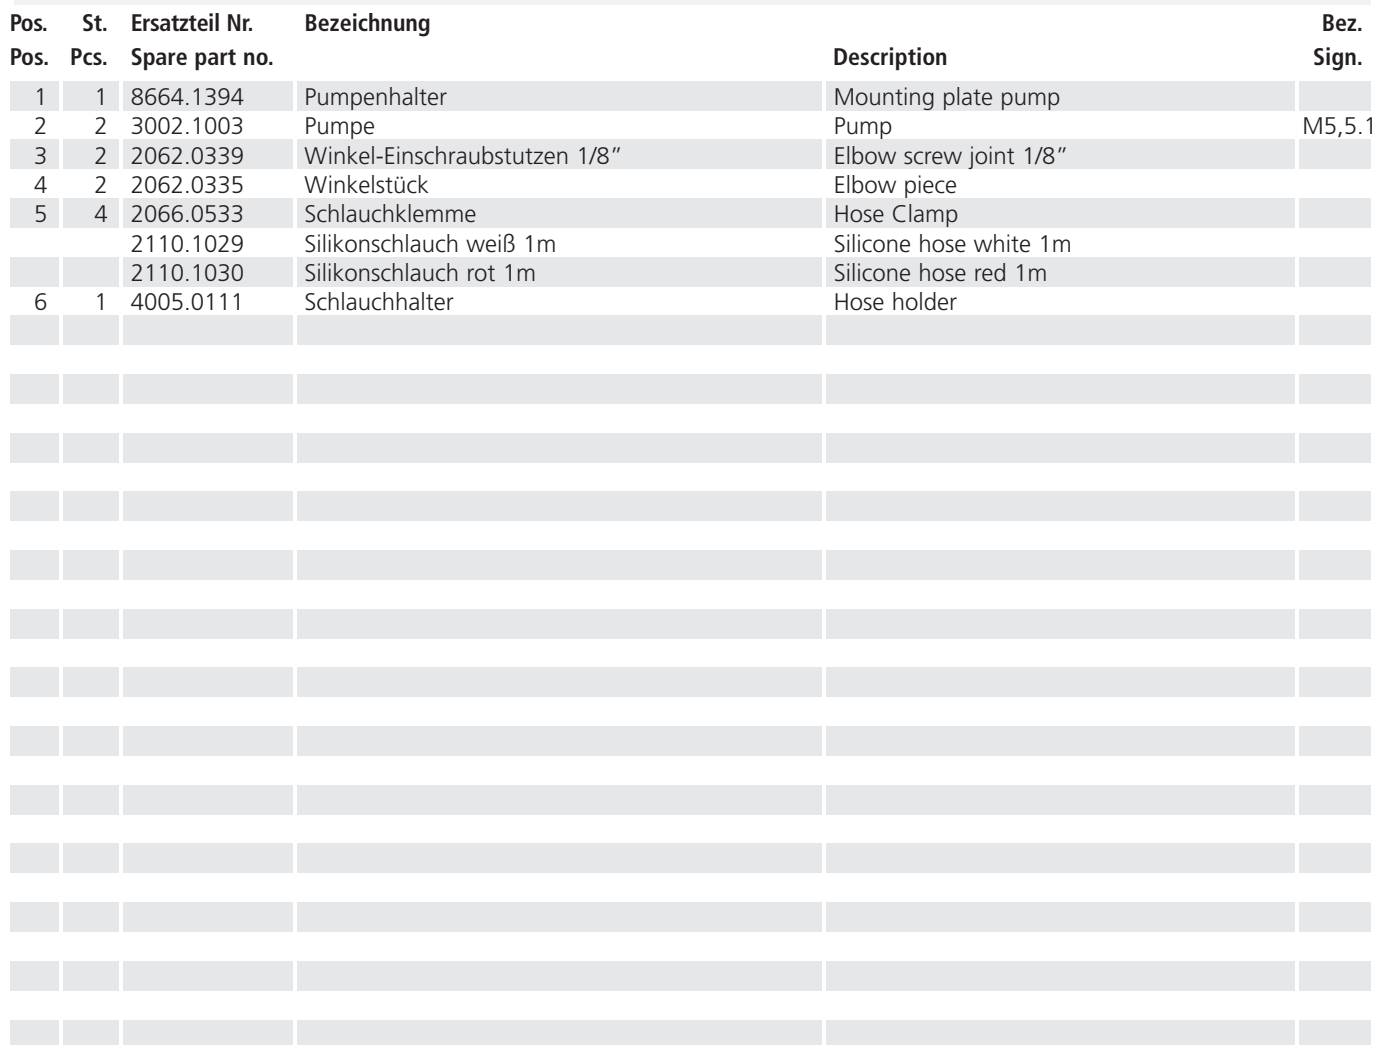 Pos. St. Ersatzteil Nr. Bezeichnung Bez.
Pos. Pcs. Spare part no. Description Sign.
1 1 8664.1394 Pumpenhalter Mounting plate pump
2 2 3002.1003 Pumpe Pump M5,5.1
3 2 2062.0339 Winkel-Einschraubstutzen 1/8” Elbow screw joint 1/8”
4 2 2062.0335 Winkelstück Elbow piece
5 4 2066.0533 Schlauchklemme Hose Clamp
2110.1029 Silikonschlauch weiß 1m Silicone hose white 1m
2110.1030 Silikonschlauch rot 1m Silicone hose red 1m
6 1 4005.0111 Schlauchhalter Hose holder